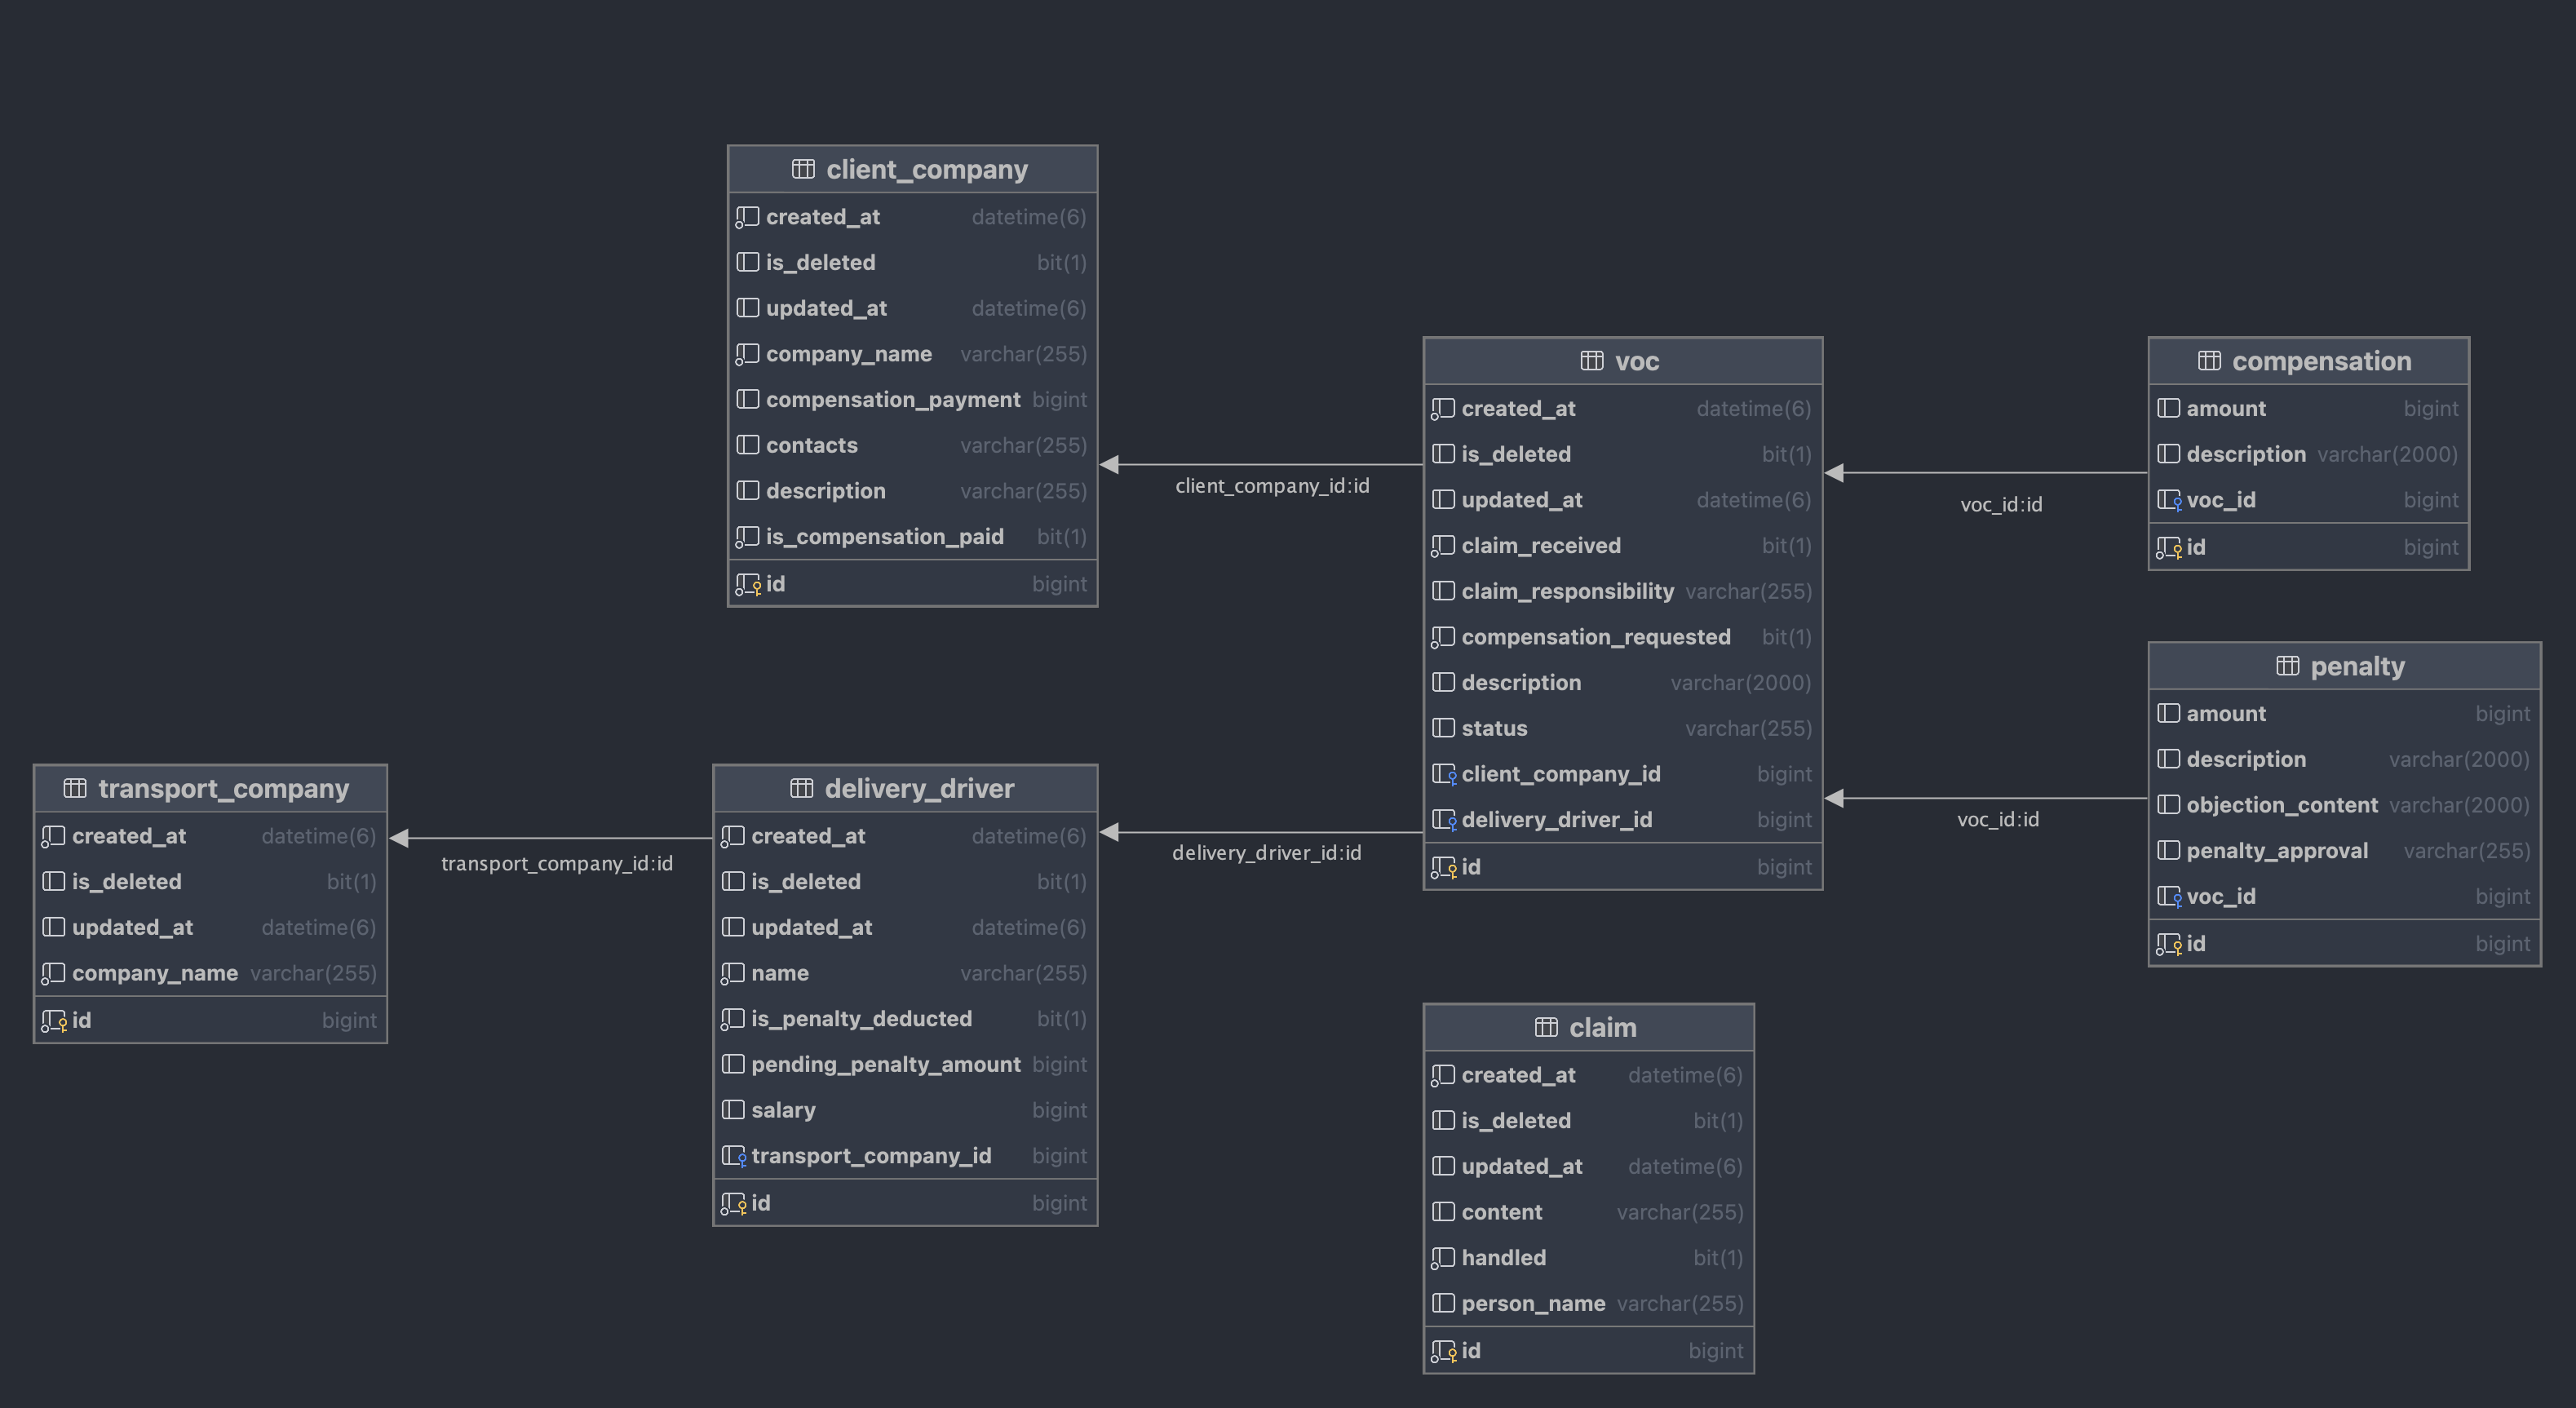 client_company
created_at datetime(6)
is_deleted bit(1)
updated_at datetime(6)
company_name varchar(255)
compensation_payment bigint
contacts varchar(255)
description varchar(255)
is_compensation_paid bit(1)
id bigint
client_company_id:id
voc
created_at datetime(6)
is_deleted bit(1)
updated_at datetime(6)
claim_received bit(1)
claim_responsibility varchar(255)
compensation_requested bit(1)
description varchar(2000)
status varchar(255)
client_company_id bigint
delivery_driver_id bigint
id bigint
voc_id:id
compensation
amount bigint
description varchar(2000)
voc_id bigint
id bigint
voc_id:id
penalty
amount bigint
description varchar(2000)
objection_content varchar(2000)
penalty_approval varchar(255)
voc_id bigint
id bigint
transport_company
created_at datetime(6)
is_deleted bit(1)
updated_at datetime(6)
company_name varchar(255)
id bigint
transport_company_id:id
delivery_driver
created_at datetime(6)
is_deleted bit(1)
updated_at datetime(6)
name varchar(255)
is_penalty_deducted bit(1)
pending_penalty_amount bigint
salary bigint
transport_company_id bigint
id bigint
delivery_driver_id:id
claim
created_at datetime(6)
is_deleted bit(1)
updated_at datetime(6)
content varchar(255)
handled bit(1)
person_name varchar(255)
id bigint